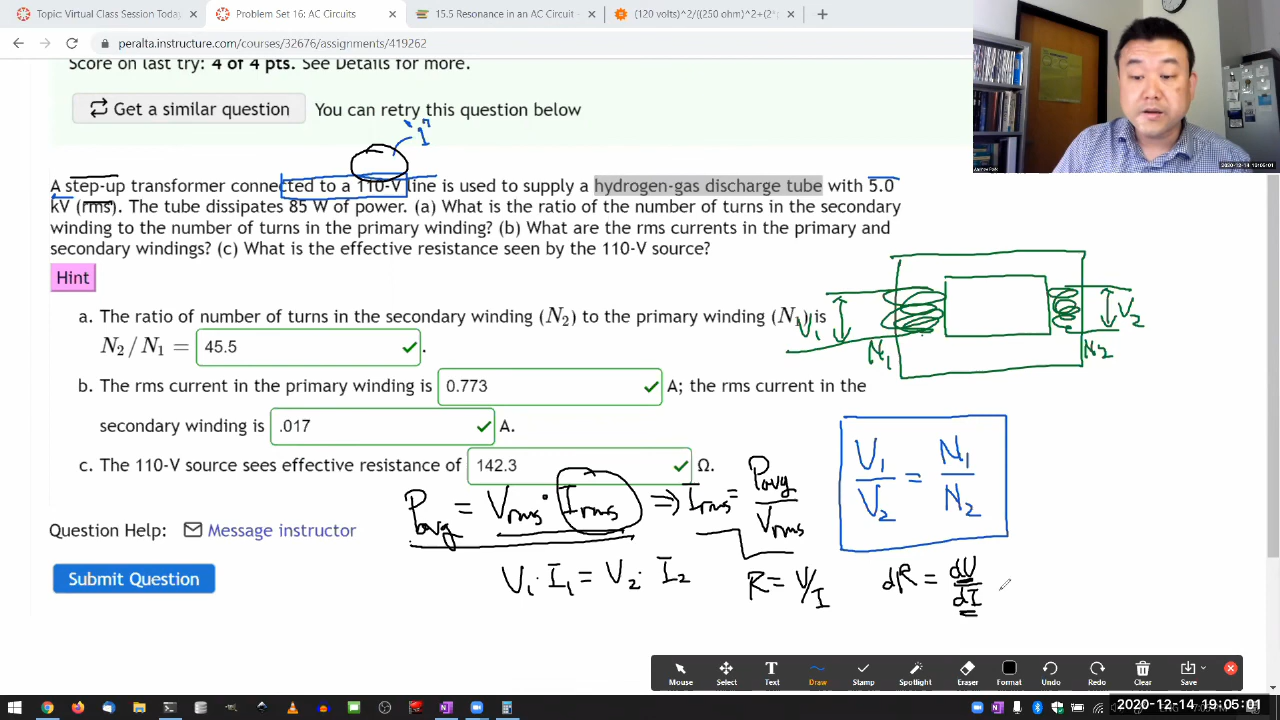 Topic: Virtual Class Session Today
Problem Set 16: AC Circuits
15.5 Resonance in an AC Circuit
(120 volts)^2/((250 ohm)^2+(2*
peralta.instructure.com/courses/32676/assignments/419262
Score on last try: 4 of 4 pts. See Details for more.
Get a similar question You can retry this question below
"I"
A step-up transformer connected to a 110-V line is used to supply a hydrogen-gas discharge tube with 5.0
kV (rms). The tube dissipates 85 W of power. (a) What is the ratio of the number of turns in the secondary
winding to the number of turns in the primary winding? (b) What are the rms currents in the primary and
secondary windings? (c) What is the effective resistance seen by the 110-V source?
Hint
a. The ratio of number of turns in the secondary winding (N₂) to the primary winding (N₁) is
N₂/N₁ = 45.5 .
V₁ N₁ N₂ V₂
b. The rms current in the primary winding is 0.773 A; the rms current in the
secondary winding is .017 A.
c. The 110-V source sees effective resistance of 142.3 Ω.
V₁/V₂ = N₁/N₂
Pavg = Vrms · Irms ⇒ Irms = Pavg/Vrms
Question Help: Message instructor
V₁ · I₁ = V₂ · I₂ R = V/I dR = dV/dI
Submit Question
Mouse Select Text Draw Stamp Spotlight Eraser Format Undo Redo Clear Save
2020-12-14 19:05:01
2020-12-14 19:05:01